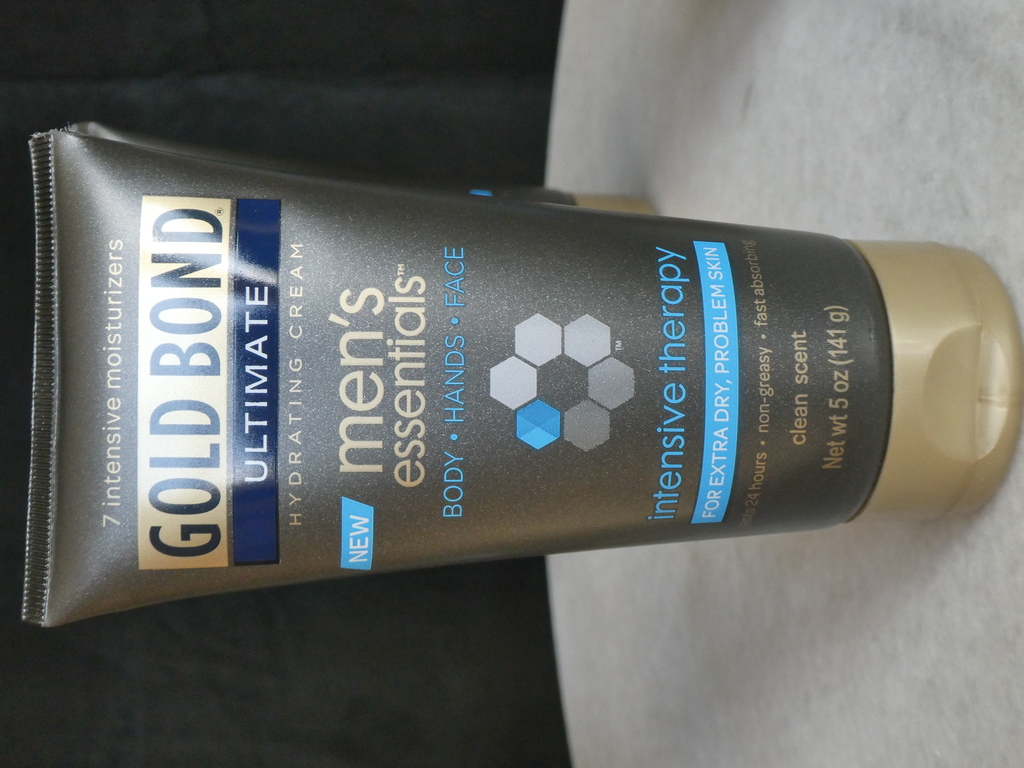 7 intensive moisturizers
GOLD BOND®
ULTIMATE
HYDRATING CREAM
NEW
men's
essentials™
BODY • HANDS • FACE
TM
intensive therapy
FOR EXTRA DRY, PROBLEM SKIN
24 hours • non-greasy • fast absorbing
clean scent
Net wt 5 oz (141 g)